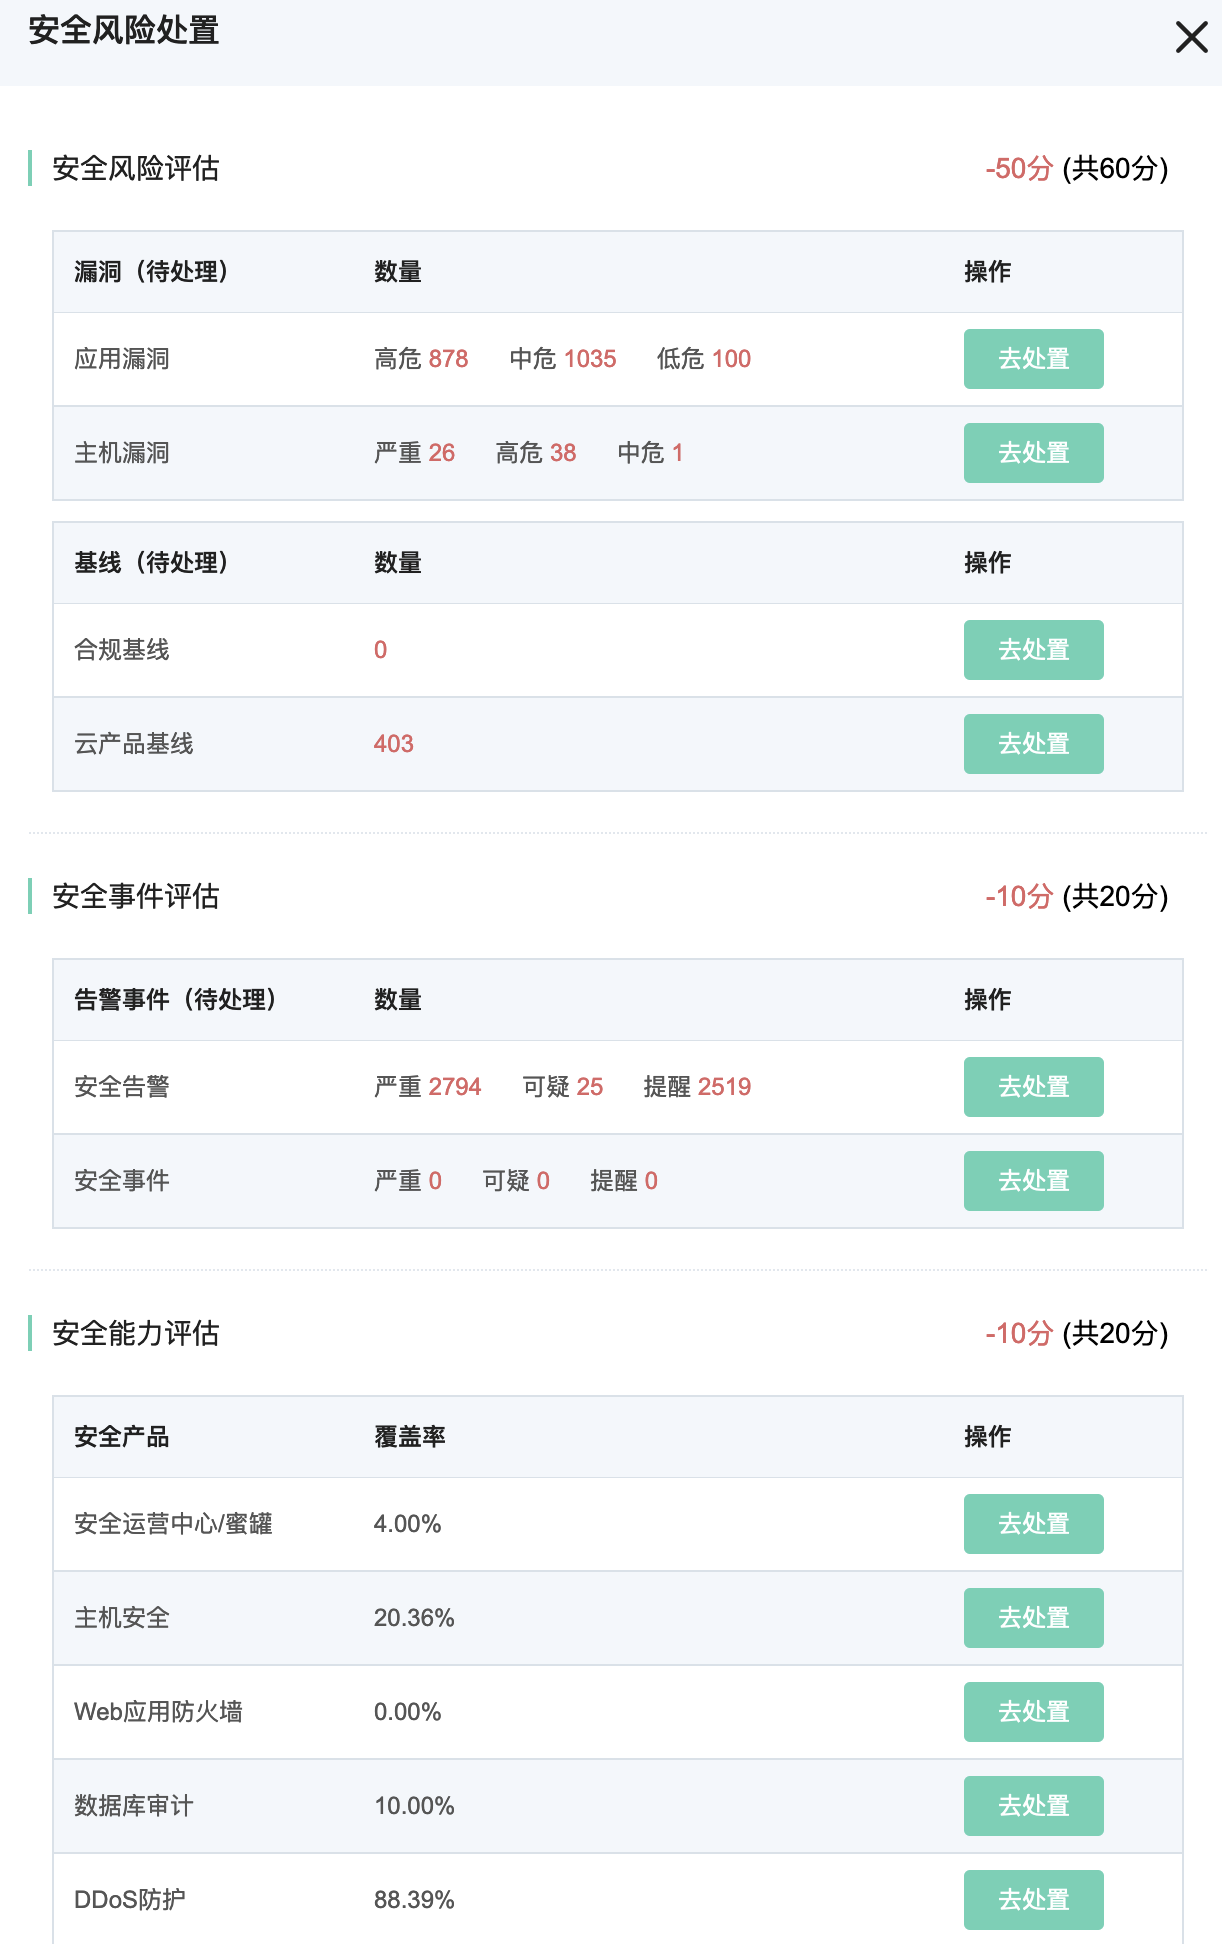 安全风险处置
安全风险评估 -50分 (共60分)
漏洞（待处理） 数量 操作
应用漏洞 高危 878 中危 1035 低危 100 去处置
主机漏洞 严重 26 高危 38 中危 1 去处置
基线（待处理） 数量 操作
合规基线 0 去处置
云产品基线 403 去处置
安全事件评估 -10分 (共20分)
告警事件（待处理） 数量 操作
安全告警 严重 2794 可疑 25 提醒 2519 去处置
安全事件 严重 0 可疑 0 提醒 0 去处置
安全能力评估 -10分 (共20分)
安全产品 覆盖率 操作
安全运营中心/蜜罐 4.00% 去处置
主机安全 20.36% 去处置
Web应用防火墙 0.00% 去处置
数据库审计 10.00% 去处置
DDoS防护 88.39% 去处置